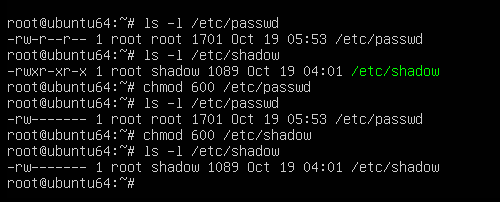 root@ubuntu64:~# ls -l /etc/passwd
-rw-r--r-- 1 root root 1701 Oct 19 05:53 /etc/passwd
root@ubuntu64:~# ls -l /etc/shadow
-rwxr-xr-x 1 root shadow 1089 Oct 19 04:01 /etc/shadow
root@ubuntu64:~# chmod 600 /etc/passwd
root@ubuntu64:~# ls -l /etc/passwd
-rw------- 1 root root 1701 Oct 19 05:53 /etc/passwd
root@ubuntu64:~# chmod 600 /etc/shadow
root@ubuntu64:~# ls -l /etc/shadow
-rw------- 1 root shadow 1089 Oct 19 04:01 /etc/shadow
root@ubuntu64:~#